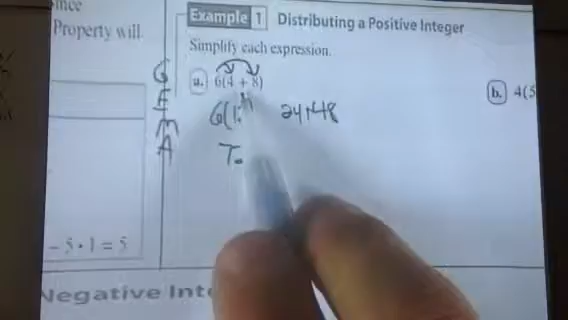 Property will
Example 1 Distributing a Positive Integer
Simplify each expression.
a. 6(4 + 8)
b. 4(5
G
E
M
A
24+48
- 5 • 1 = 5
Negative Int